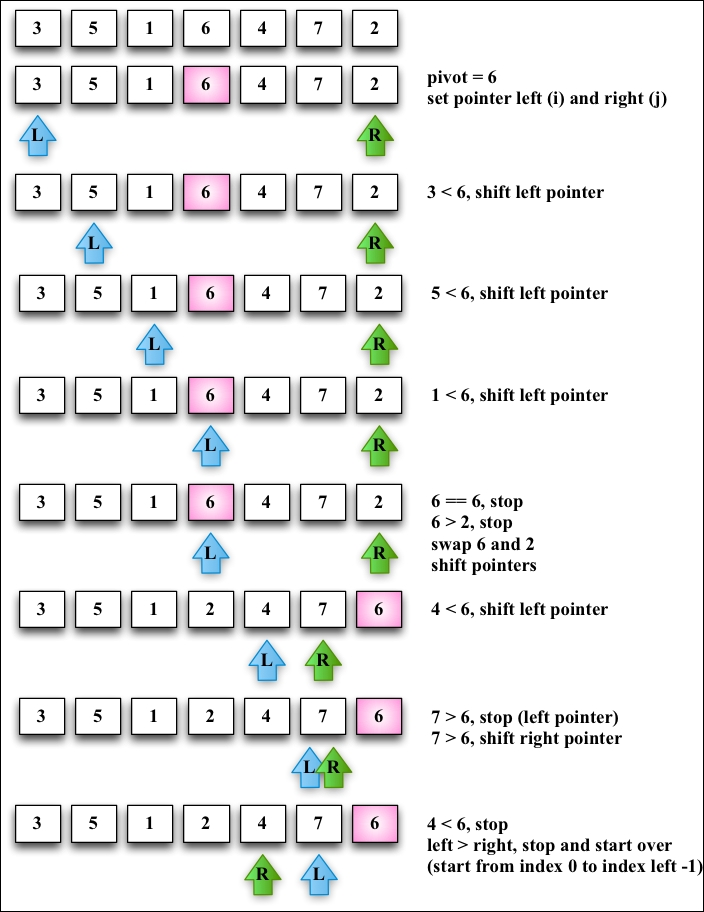 3 5 1 6 4 7 2
3 5 1 6 4 7 2
pivot = 6
set pointer left (i) and right (j)
L R
3 5 1 6 4 7 2
3 < 6, shift left pointer
L R
3 5 1 6 4 7 2
5 < 6, shift left pointer
L R
3 5 1 6 4 7 2
1 < 6, shift left pointer
L R
3 5 1 6 4 7 2
6 == 6, stop
6 > 2, stop
swap 6 and 2
shift pointers
L R
3 5 1 2 4 7 6
4 < 6, shift left pointer
L R
3 5 1 2 4 7 6
7 > 6, stop (left pointer)
7 > 6, shift right pointer
L R
3 5 1 2 4 7 6
4 < 6, stop
left > right, stop and start over
(start from index 0 to index left -1)
R L